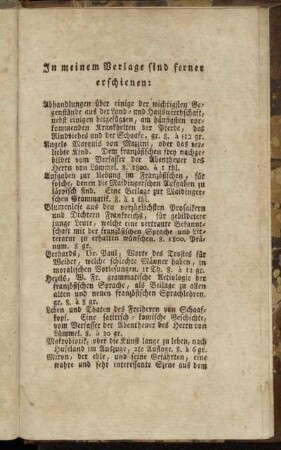 In meinem Verlage sind ferner
erschienen:
Abhandlungen über einige der wichtigsten Ge-
genstände aus der Land- und Hauswirthschaft,
nebst einigen beigefügten, am häufigsten vor-
kommenden Krankheiten der Pferde, des
Rindviehes und der Schaafe, gr. 8. à 12 gr.
Angelo Marquis von Mazzini, oder das ver-
liebte Kind. Dem französischen frey nachge-
bildet vom Verfasser der Abentheuer des
Herrn von Lümmel. 8. 1800. à 1 thl.
Aufgaben zur Uebung im Französischen, für
solche, denen die Maidingerschen Aufgaben zu
läppisch sind. Eine Beilage zur Maidinger-
schen Grammatik. 8. à 1 thl.
Blumenlese aus den vorzüglichsten Prosaikern
und Dichtern Frankreichs, für gebildetere
junge Leute, welche eine vertraute Bekannt-
schaft mit der französischen Sprache und Lit-
teratur zu erhalten wünschen. 8. 1800. Prä-
num. 8 gr.
Gerhards, Dr. Paul, Worte des Trostes für
Weiber, welche schlechte Männer haben, in
moralischen Vorlesungen. 1r Th. 8. à 12 gr.
Hezels, W. Fr. grammatische Aetiologie der
französischen Sprache, als Beilage zu allen
alten und neuen französischen Sprachlehren.
gr. 8. à 8 gr.
Leben und Thaten des Freiherrn von Schaaf-
kopf. Eine satirisch-komische Geschichte,
vom Verfasser der Abentheuer des Herrn von
Lümmel. 8. à 20 gr.
Makrobiotik, oder die Kunst lange zu leben, nach
Hufeland im Auszuge, 2te Auflage. 8. à 6 gr.
Miron, der edle, und seine Gefährten, eine
wahre und sehr interessante Scene aus dem